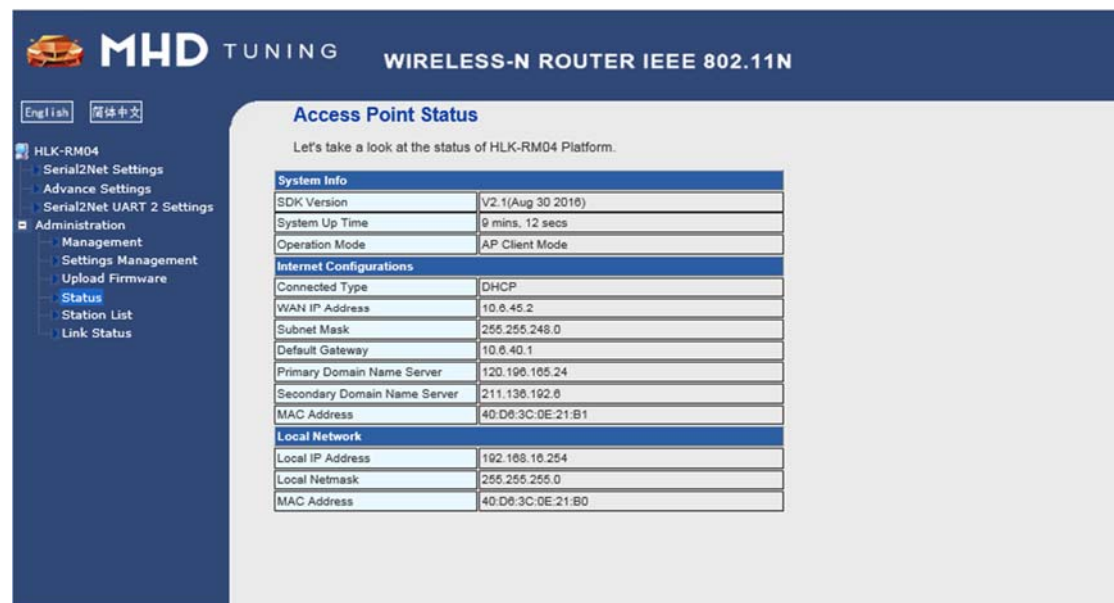 MHD TUNING WIRELESS-N ROUTER IEEE 802.11N
English 简体中文
HLK-RM04
Serial2Net Settings
Advance Settings
Serial2Net UART 2 Settings
Administration
Management
Settings Management
Upload Firmware
Status
Station List
Link Status
Access Point Status
Let's take a look at the status of HLK-RM04 Platform.
System Info
SDK Version V2.1(Aug 30 2016)
System Up Time 9 mins, 12 secs
Operation Mode AP Client Mode
Internet Configurations
Connected Type DHCP
WAN IP Address 10.6.45.2
Subnet Mask 255.255.248.0
Default Gateway 10.6.40.1
Primary Domain Name Server 120.196.165.24
Secondary Domain Name Server 211.136.192.6
MAC Address 40:D6:3C:0E:21:B1
Local Network
Local IP Address 192.168.16.254
Local Netmask 255.255.255.0
MAC Address 40:D6:3C:0E:21:B0